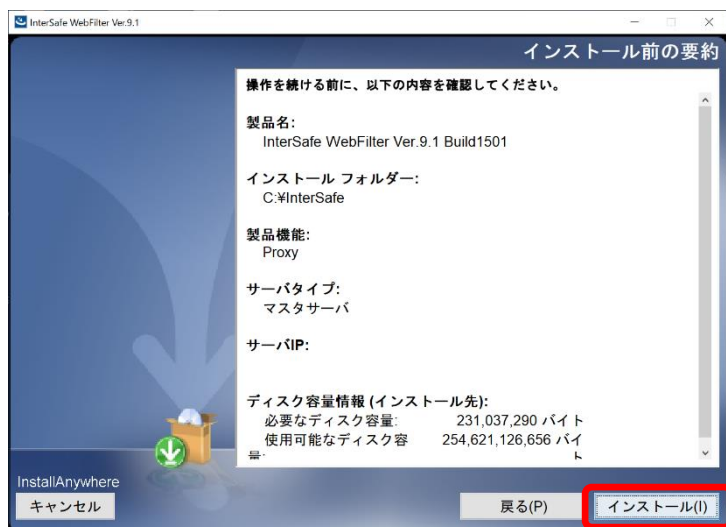 InterSafe WebFilter Ver.9.1
インストール前の要約
操作を続ける前に、以下の内容を確認してください。
製品名:
InterSafe WebFilter Ver.9.1 Build1501
インストール フォルダー:
C:¥InterSafe
製品機能:
Proxy
サーバタイプ:
マスタサーバ
サーバIP:
ディスク容量情報 (インストール先):
必要なディスク容量: 231,037,290 バイト
使用可能なディスク容 254,621,126,656 バイ
量: ト
InstallAnywhere
キャンセル 戻る(P) インストール(I)